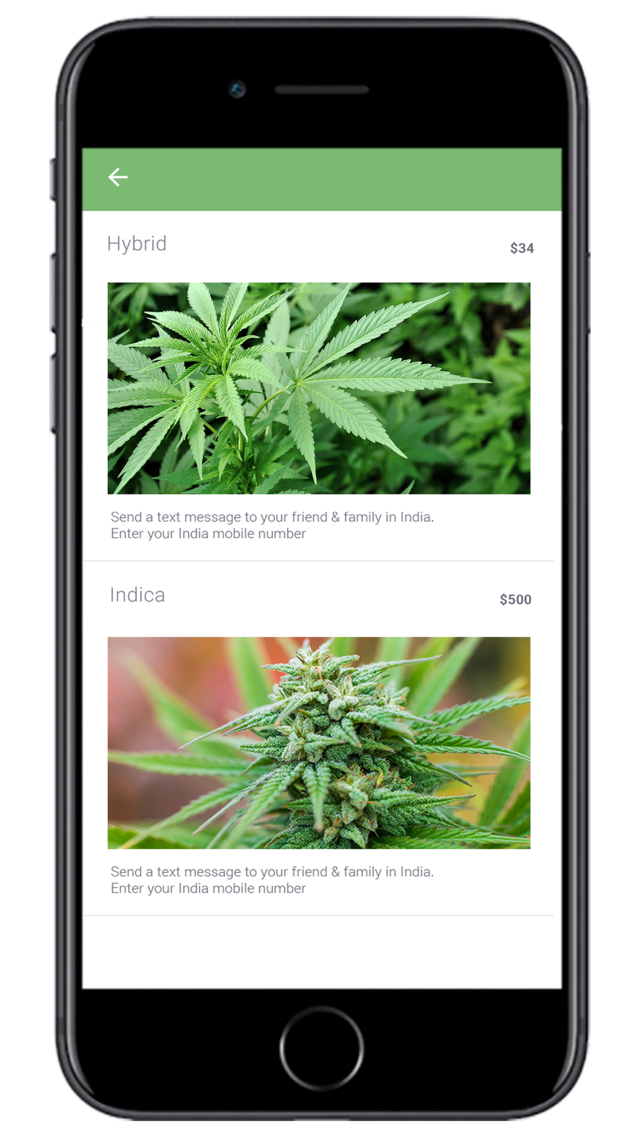 Hybrid
$34
Send a text message to your friend & family in India.
Enter your India mobile number
Indica
$500
Send a text message to your friend & family in India.
Enter your India mobile number